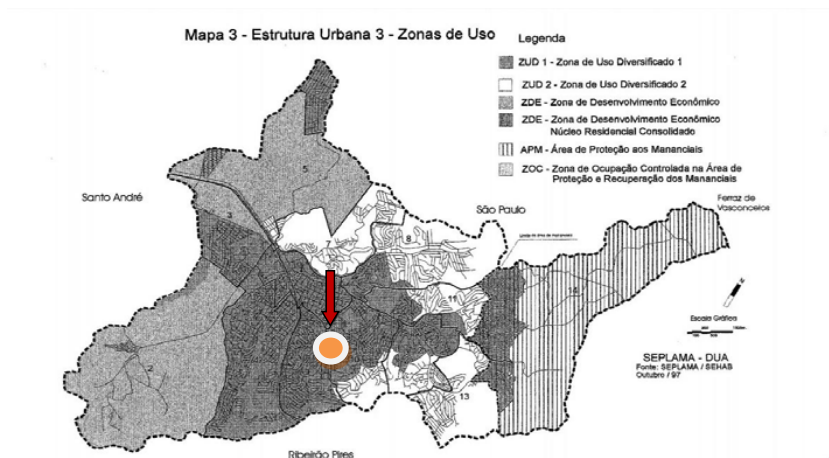 Mapa 3 - Estrutura Urbana 3 - Zonas de Uso
Legenda
ZUD 1 - Zona de Uso Diversificado 1
ZUD 2 - Zona de Uso Diversificado 2
ZDE - Zona de Desenvolvimento Econômico
ZDE - Zona de Desenvolvimento Econômico
Núcleo Residencial Consolidado
APM - Área de Proteção aos Mananciais
ZOC - Zona de Ocupação Controlada na Área de
Proteção e Recuperação dos Mananciais
Santo André
São Paulo
Ferraz de
Vasconcelos
5
3
7
8
11
14
2
13
Escala Gráfica
SEPLAMA - DUA
Fonte: SEPLAMA / SEHAB
Outubro / 97
Ribeirão Pires